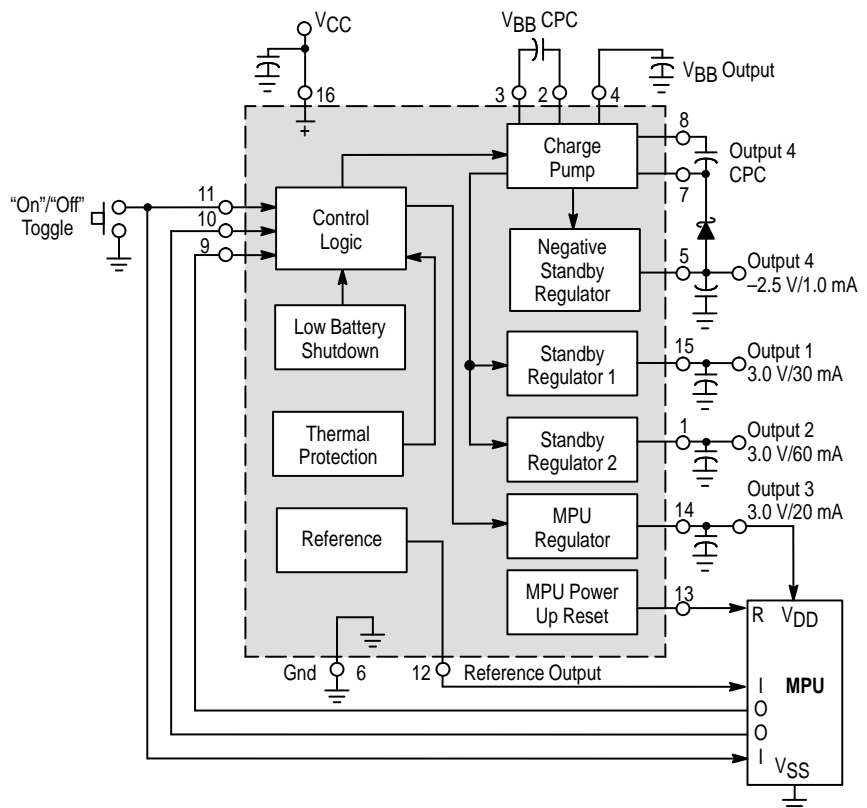 VCC
VBB CPC
VBB Output
16
3
2
4
8
Charge
Pump
Output 4
CPC
7
"On"/"Off"
Toggle
11
10
9
Control
Logic
Negative
Standby
Regulator
5
Output 4
–2.5 V/1.0 mA
Low Battery
Shutdown
Standby
Regulator 1
15
Output 1
3.0 V/30 mA
Thermal
Protection
Standby
Regulator 2
1
Output 2
3.0 V/60 mA
Reference
MPU
Regulator
14
Output 3
3.0 V/20 mA
MPU Power
Up Reset
13
R
VDD
Gnd
6
12
Reference Output
I
MPU
O
O
I
VSS